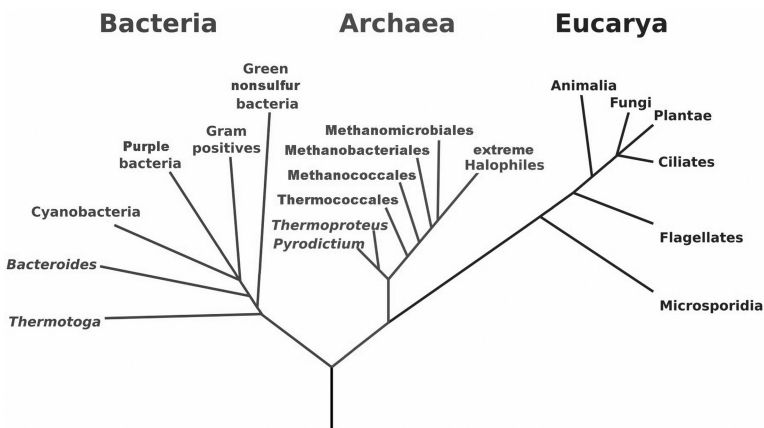 Bacteria
Archaea
Eucarya
Green
nonsulfur
bacteria
Gram
positives
Purple
bacteria
Cyanobacteria
Bacteroides
Thermotoga
Methanomicrobiales
Methanobacteriales
Methanococcales
Thermococcales
Thermoproteus
Pyrodictium
extreme
Halophiles
Animalia
Fungi
Plantae
Ciliates
Flagellates
Microsporidia